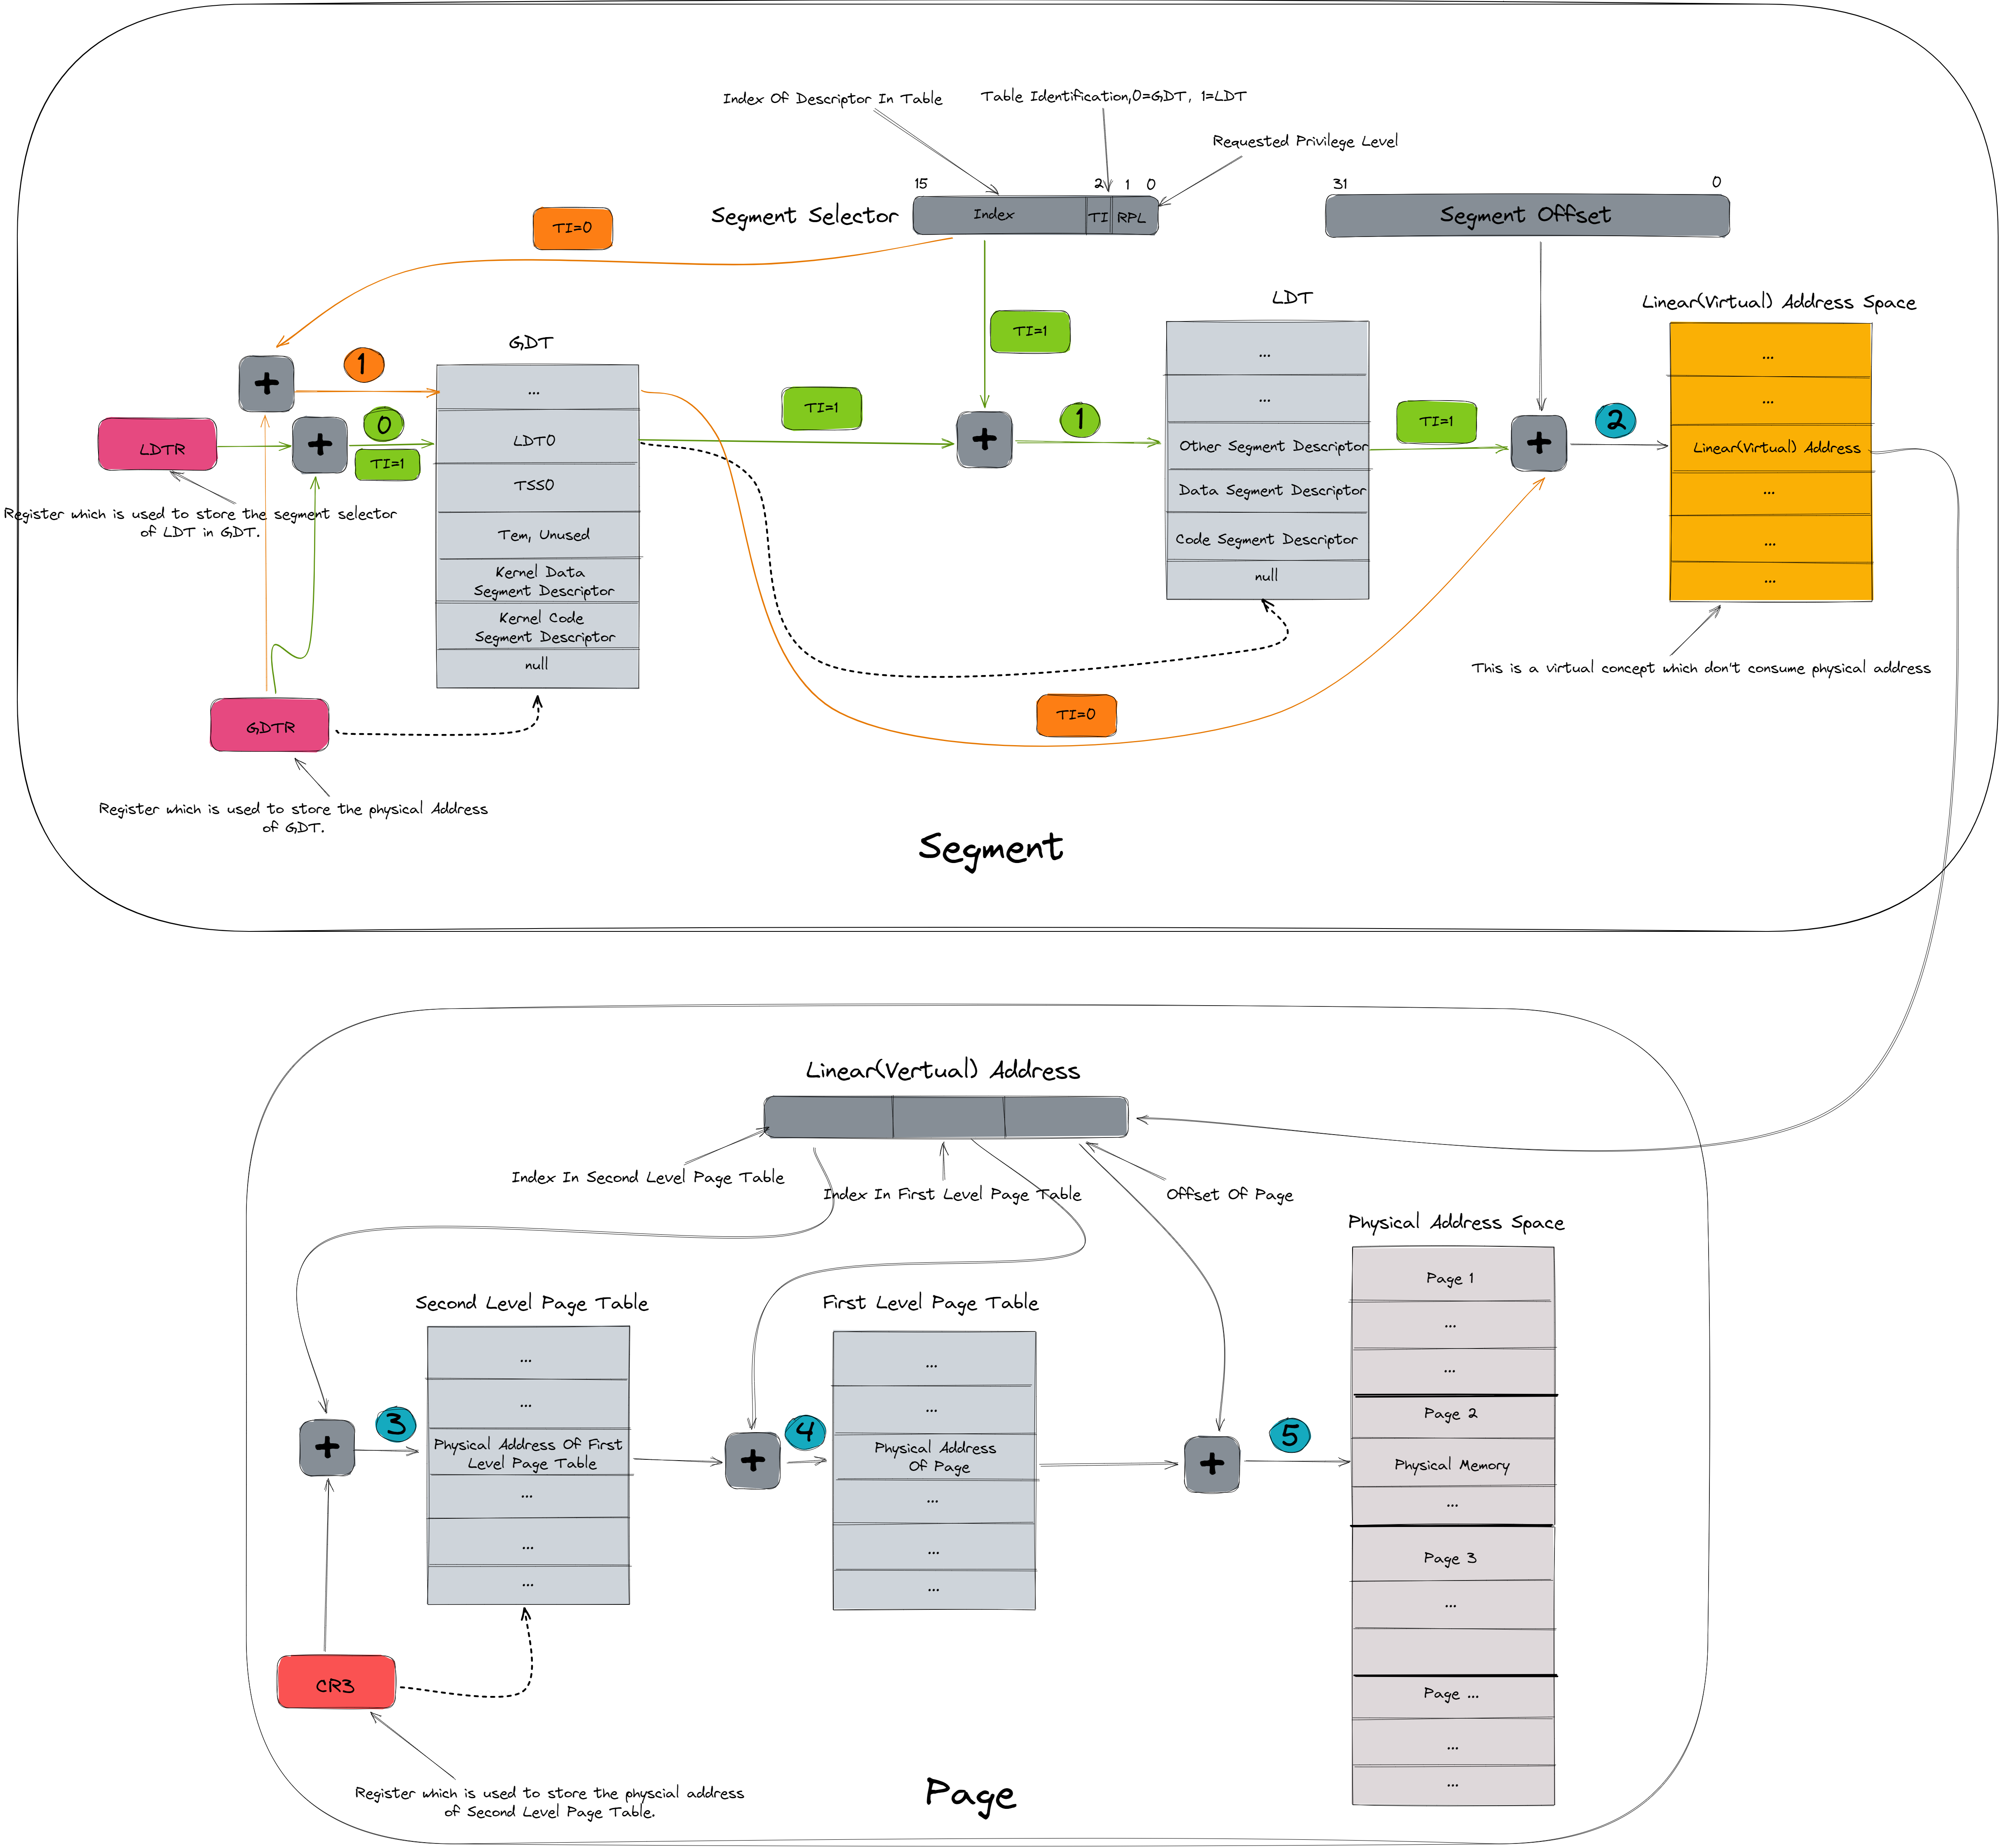 Index Of Descriptor In Table
Table Identification,0=GDT, 1=LDT
Requested Privilege Level
15
2
1
0
31
0
Segment Selector
Index
TI
RPL
Segment Offset
TI=0
TI=1
LDT
Linear(Virtual) Address Space
GDT
+
1
LDTR
+
0
TI=1
Register which is used to store the segment selector
of LDT in GDT.
...
LDT0
TSS0
Tem, Unused
Kernel Data
Segment Descriptor
Kernel Code
Segment Descriptor
null
TI=1
+
1
...
...
Other Segment Descriptor
Data Segment Descriptor
Code Segment Descriptor
null
TI=1
+
2
...
...
Linear(Virtual) Address
...
...
...
This is a virtual concept which don't consume physical address
TI=0
GDTR
Register which is used to store the physical Address
of GDT.
Segment
Linear(Vertual) Address
Index In Second Level Page Table
Index In First Level Page Table
Offset Of Page
Physical Address Space
Second Level Page Table
First Level Page Table
+
3
...
...
Physical Address Of First
Level Page Table
...
...
...
+
4
...
...
Physical Address
Of Page
...
...
...
+
5
Page 1
...
...
Page 2
Physical Memory
...
Page 3
...
Page ...
...
...
CR3
Register which is used to store the physcial address
of Second Level Page Table.
Page